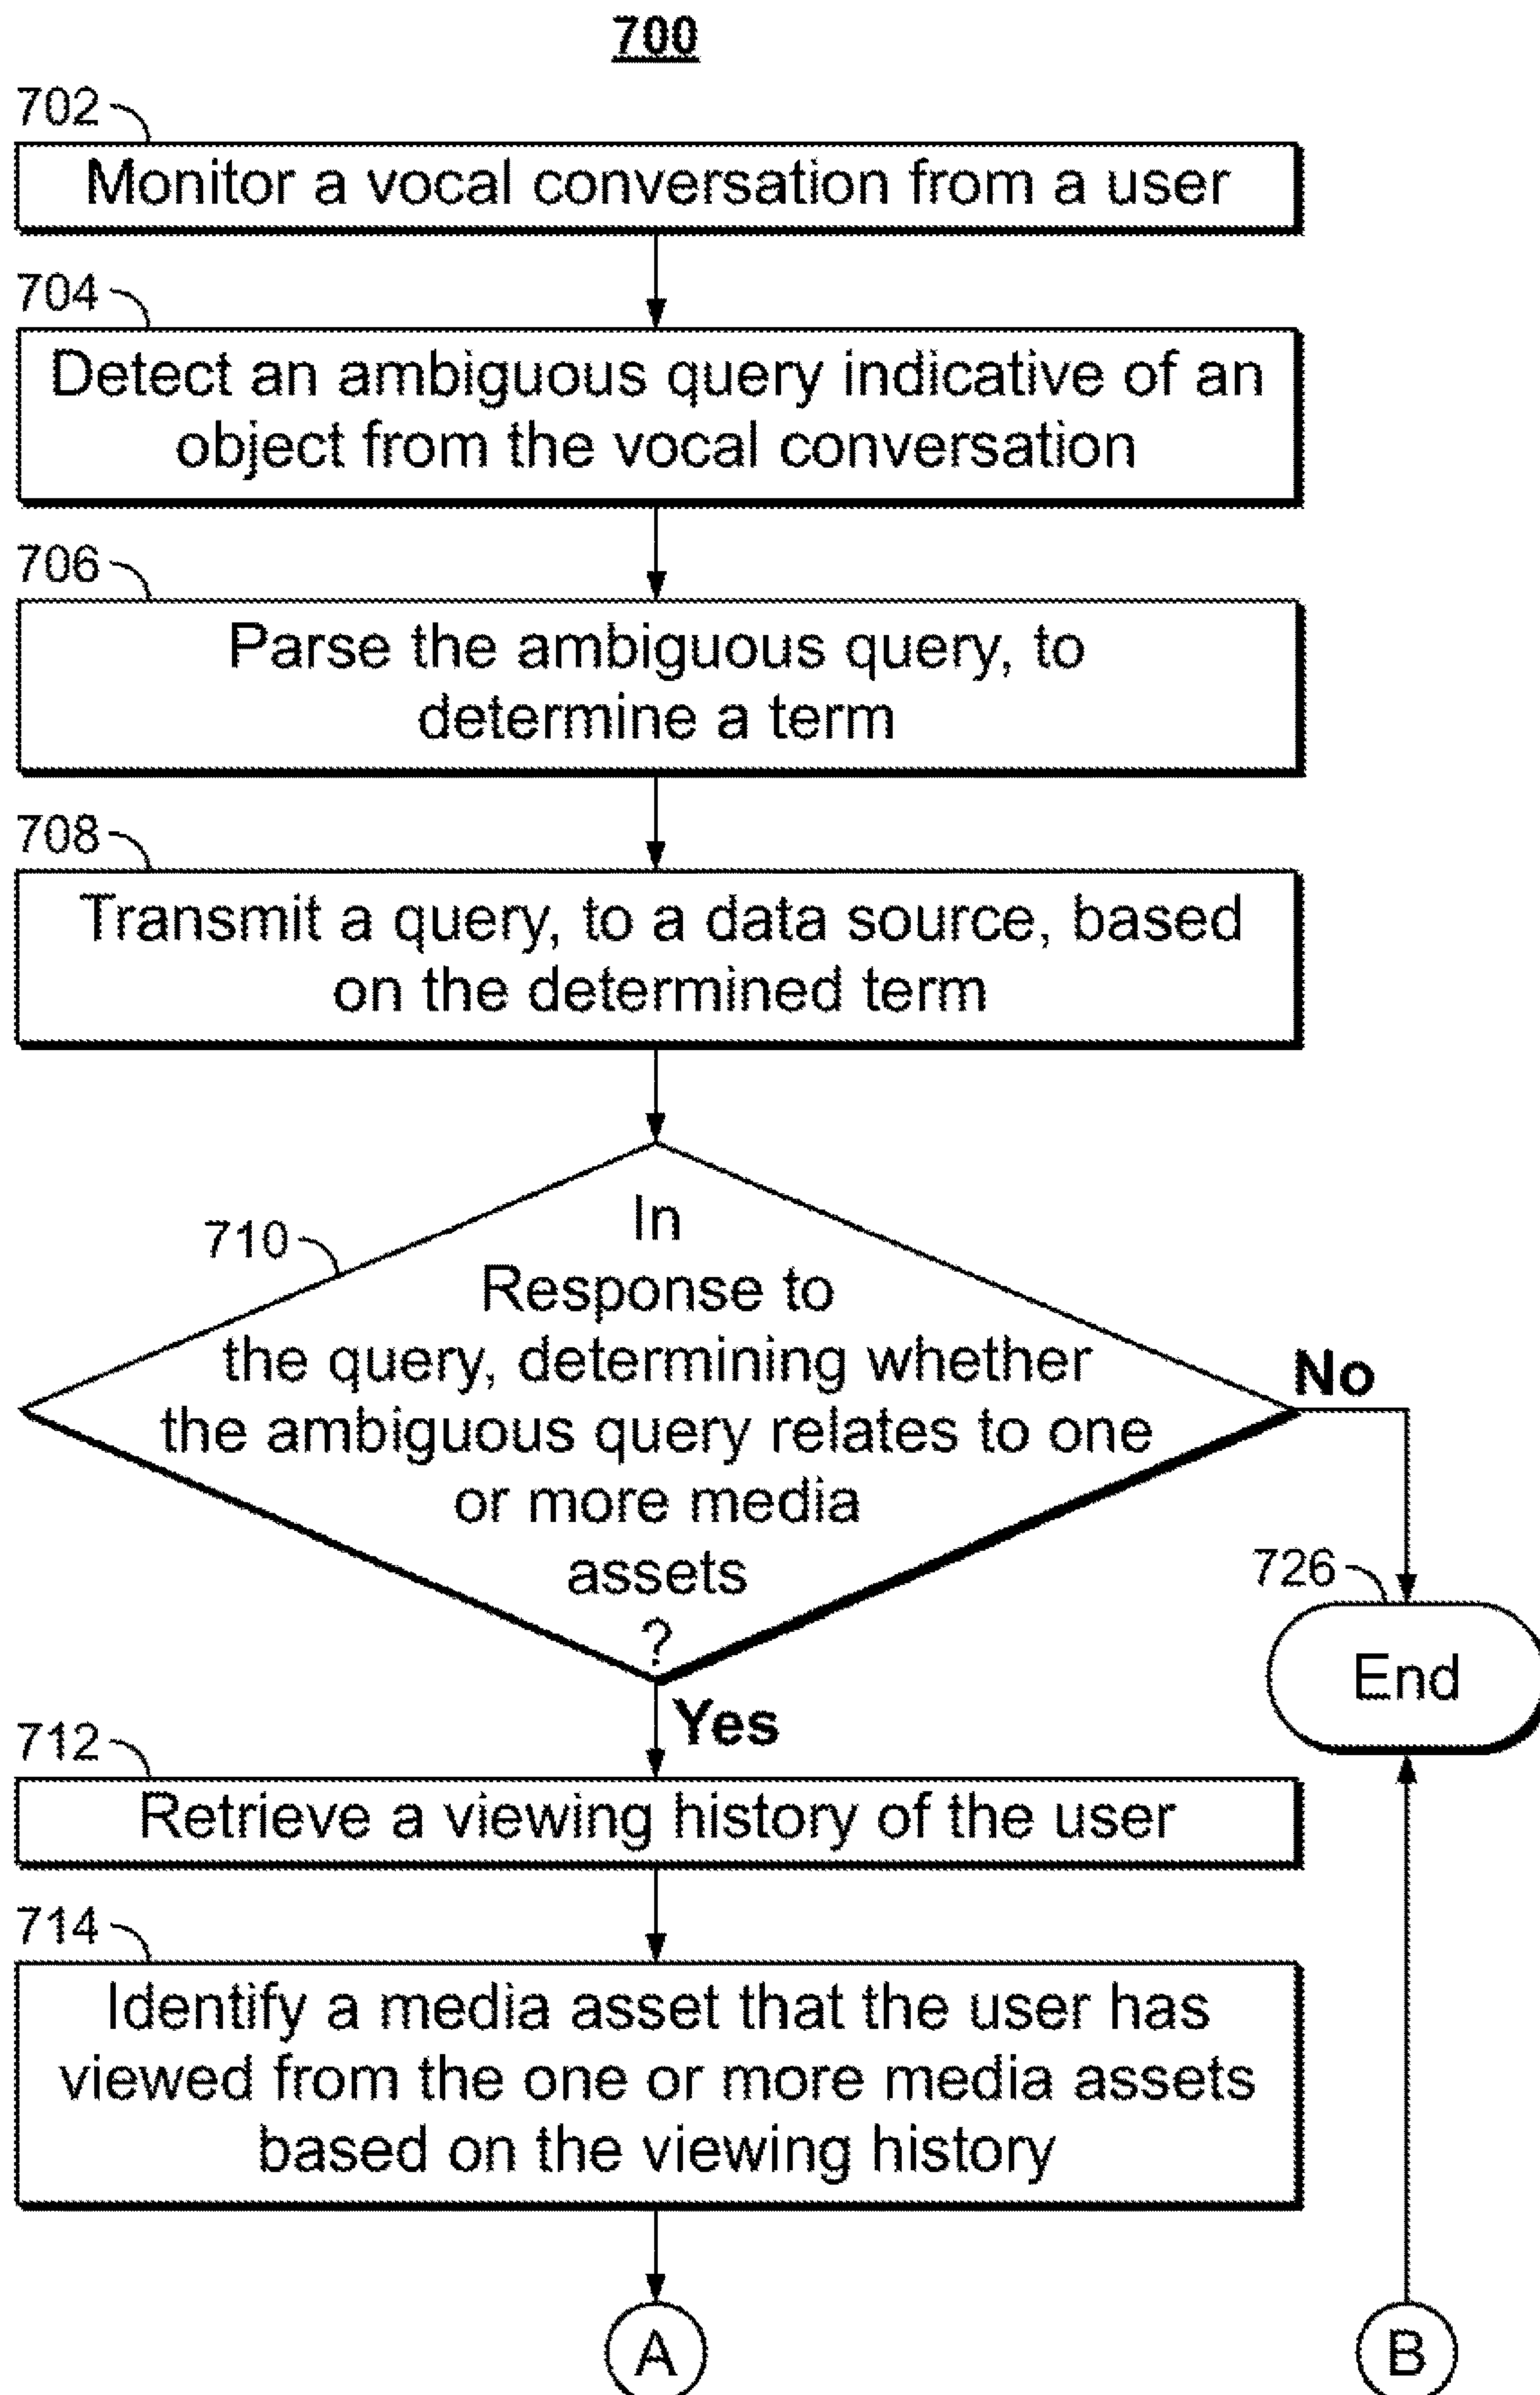 700
702
Monitor a vocal conversation from a user
704
Detect an ambiguous query indicative of an
object from the vocal conversation
706
Parse the ambiguous query, to
determine a term
708
Transmit a query, to a data source, based
on the determined term
710
In
Response to
the query, determining whether
the ambiguous query relates to one
or more media
assets
?
No
726
End
Yes
712
Retrieve a viewing history of the user
714
Identify a media asset that the user has
viewed from the one or more media assets
based on the viewing history
A
B